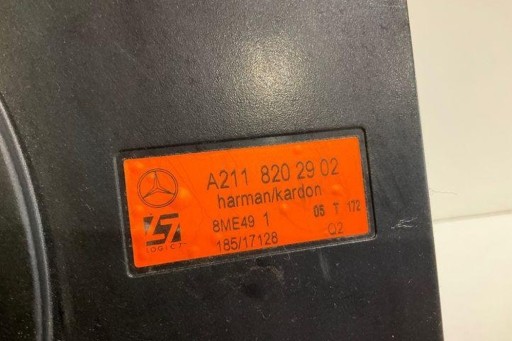 A211 820 29 02
harman/kardon
8ME49 1 05 T 172
185/17128 Q2
LOGIC7